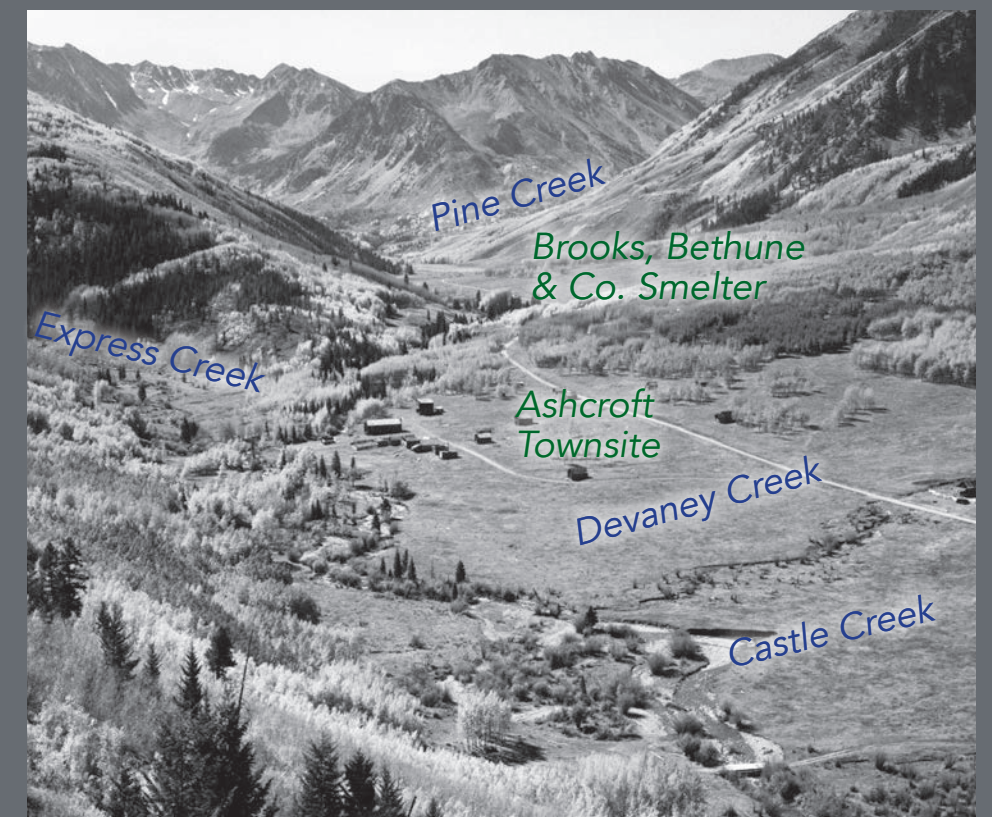 Pine Creek
Brooks, Bethune
& Co. Smelter
Express Creek
Ashcroft
Townsite
Devaney Creek
Castle Creek